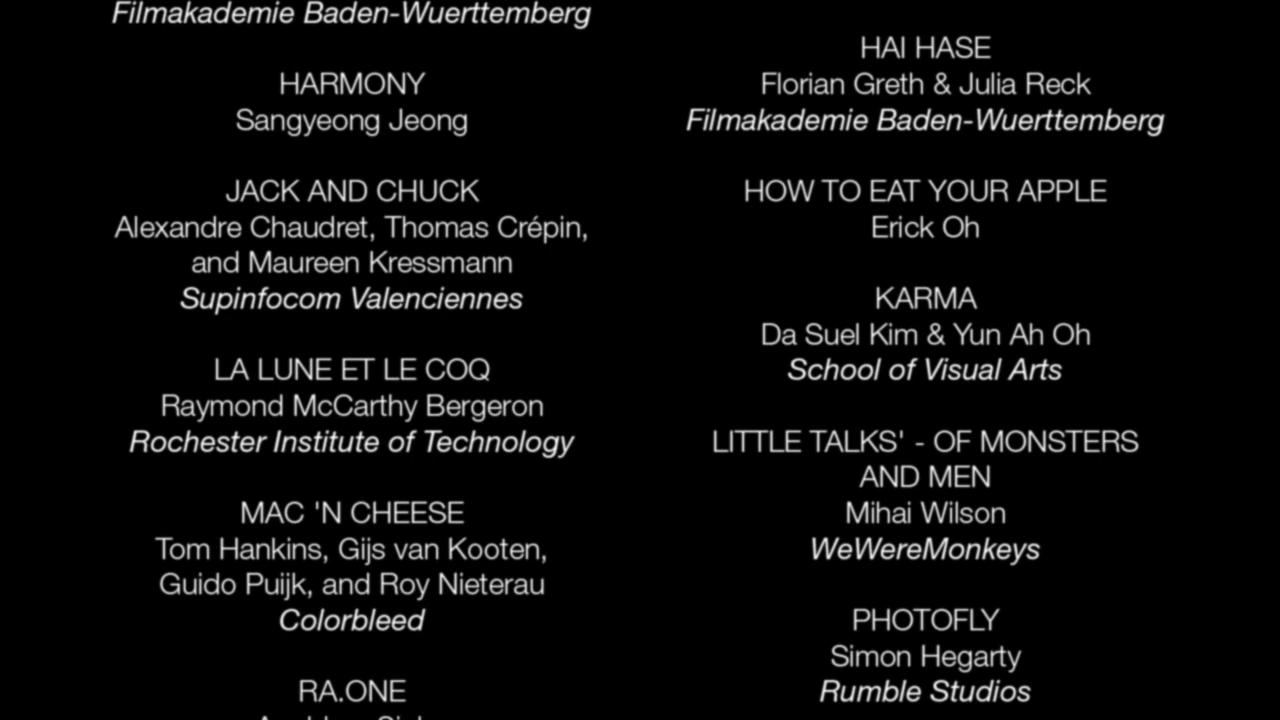 Filmakademie Baden-Wuerttemberg
HARMONY
Sangyeong Jeong
JACK AND CHUCK
Alexandre Chaudret, Thomas Crépin,
and Maureen Kressmann
Supinfocom Valenciennes
LA LUNE ET LE COQ
Raymond McCarthy Bergeron
Rochester Institute of Technology
MAC 'N CHEESE
Tom Hankins, Gijs van Kooten,
Guido Puijk, and Roy Nieterau
Colorbleed
RA.ONE
HAI HASE
Florian Greth & Julia Reck
Filmakademie Baden-Wuerttemberg
HOW TO EAT YOUR APPLE
Erick Oh
KARMA
Da Suel Kim & Yun Ah Oh
School of Visual Arts
LITTLE TALKS' - OF MONSTERS
AND MEN
Mihai Wilson
WeWereMonkeys
PHOTOFLY
Simon Hegarty
Rumble Studios